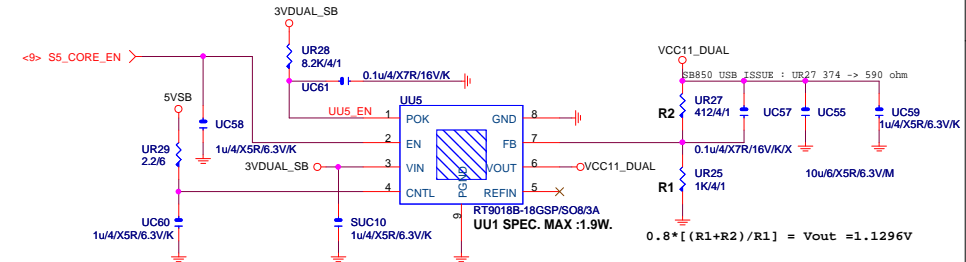 3VDUAL_SB
<9> S5_CORE_EN
UR28
8.2K/4/1
VCC11_DUAL
0.1u/4/X7R/16V/K
UC61
SB850 USB ISSUE : UR27 374 -> 590 ohm
5VSB
UU5
UU5_EN
1 POK
GND 8
R2
UR27
412/4/1
UC57
UC55
UC59
1u/4/X5R/6.3V/K
UC58
1u/4/X5R/6.3V/K
2 EN
FB 7
0.1u/4/X7R/16V/K/X
UR29
2.2/6
3VDUAL_SB
3 VIN
VOUT 6
VCC11_DUAL
R1
UR25
1K/4/1
10u/6/X5R/6.3V/M
4 CNTL
PGND
REFIN 5
9
RT9018B-18GSP/SO8/3A
UU1 SPEC. MAX :1.9W.
UC60
1u/4/X5R/6.3V/K
SUC10
1u/4/X5R/6.3V/K
0.8*[(R1+R2)/R1] = Vout =1.1296V